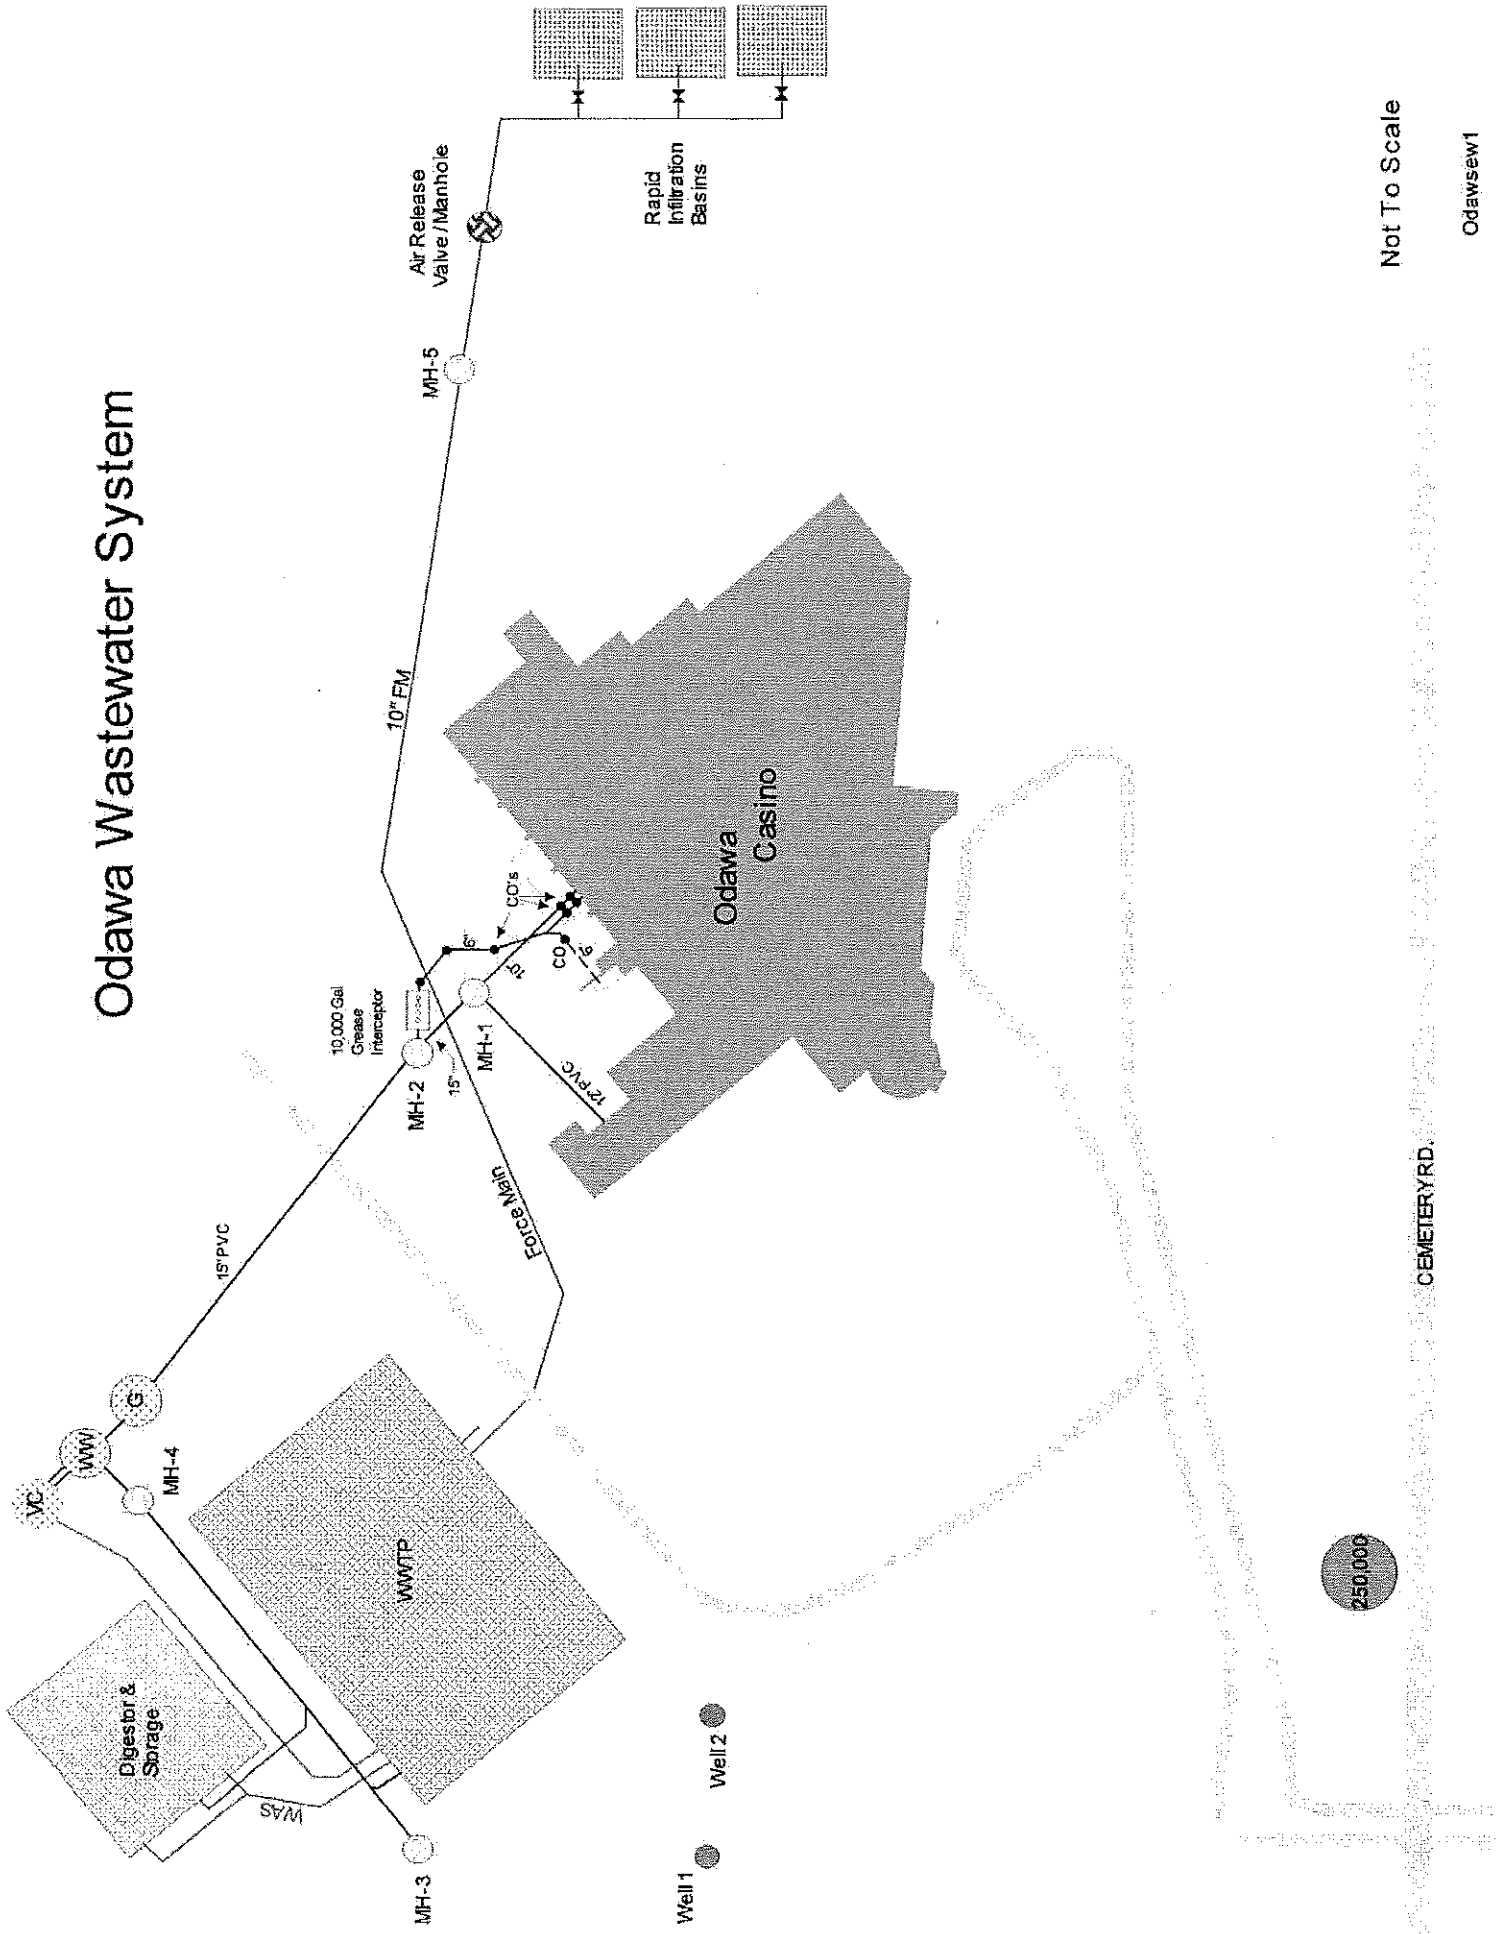 Odawa Wastewater System
Air Release
Valve / Manhole
MH-5
Rapid
Infiltration
Basins
10" FM
CO's
6"
10"
CO
6"
10,000 Gal
Grease
Interceptor
MH-2
15"
MH-1
12" PVC
Odawa
Casino
Force Main
15" PVC
G
WW
VC
MH-4
WWTP
Digestor &
Storage
WAS
MH-3
Well 1
Well 2
250,000
CEMETERY RD.
Not To Scale
Odawsew1